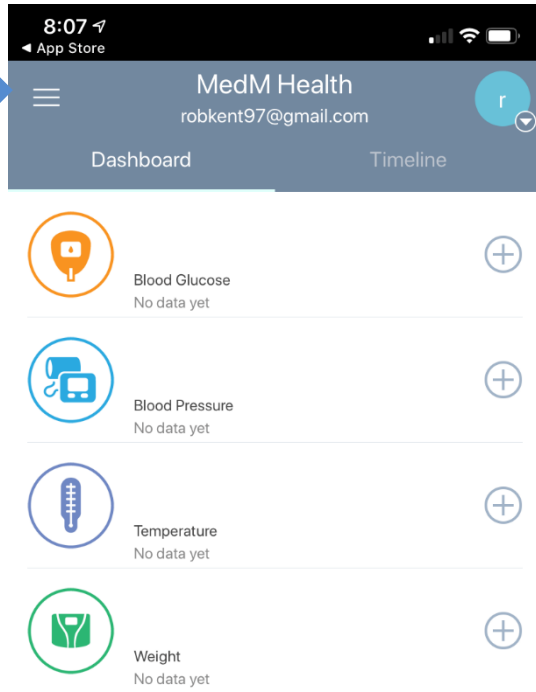 8:07
◀ App Store
MedM Health
robkent97@gmail.com
r
Dashboard
Timeline
Blood Glucose
No data yet
Blood Pressure
No data yet
Temperature
No data yet
Weight
No data yet